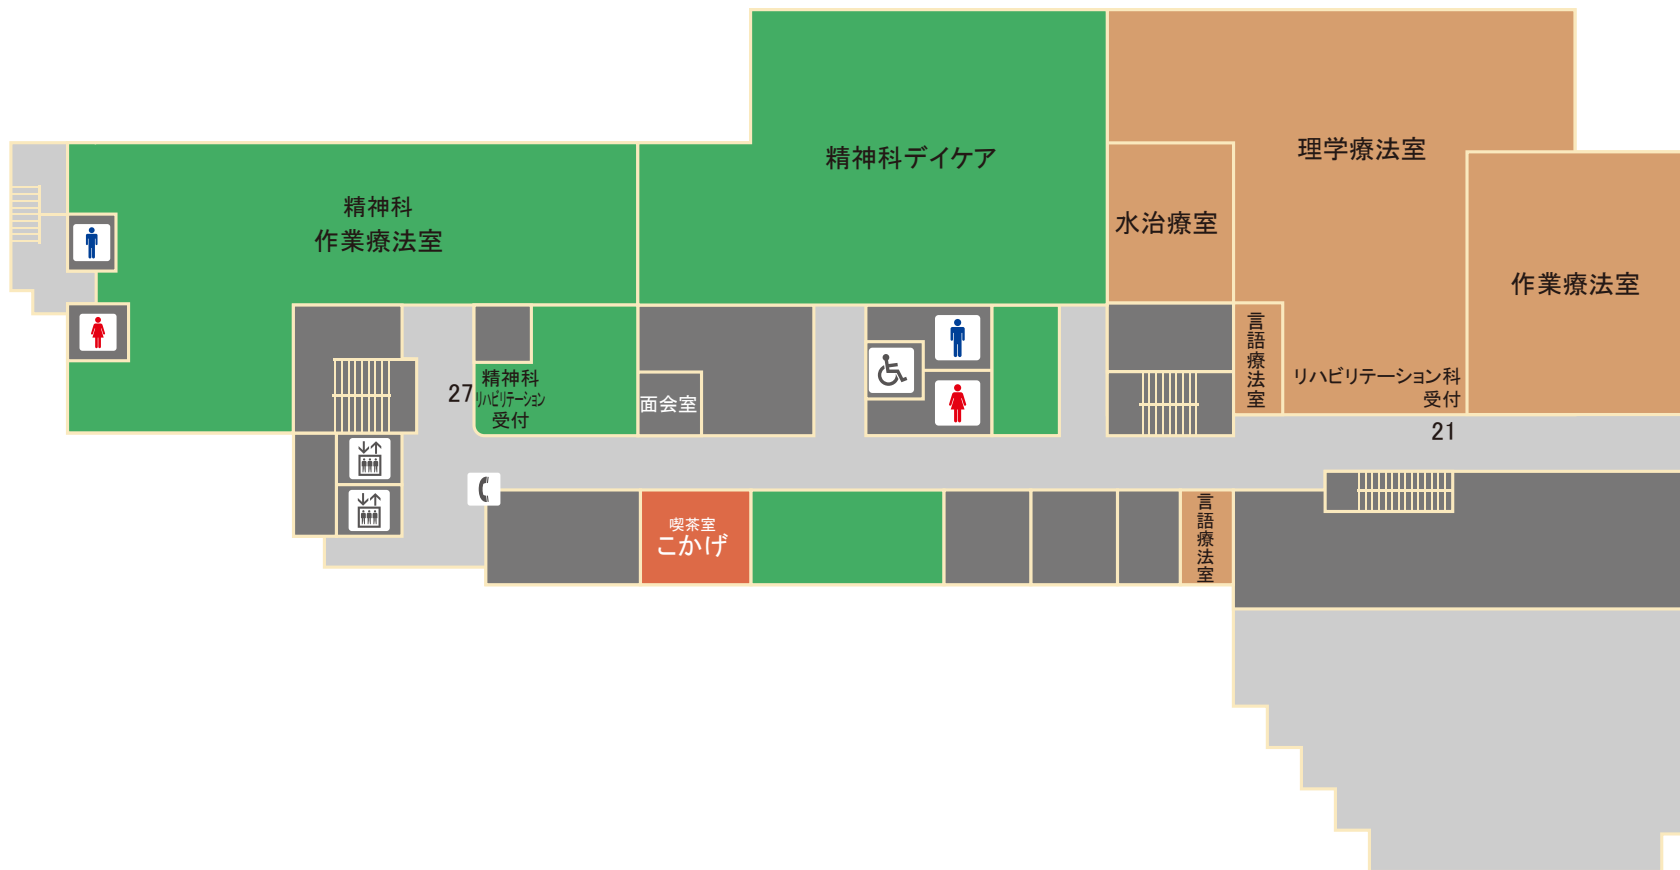 精神科デイケア
理学療法室
精神科
作業療法室
水治療室
作業療法室
言語療法室
リハビリテーション科
受付
21
27
精神科
リハビリテーション
受付
面会室
喫茶室
こかげ
言語療法室